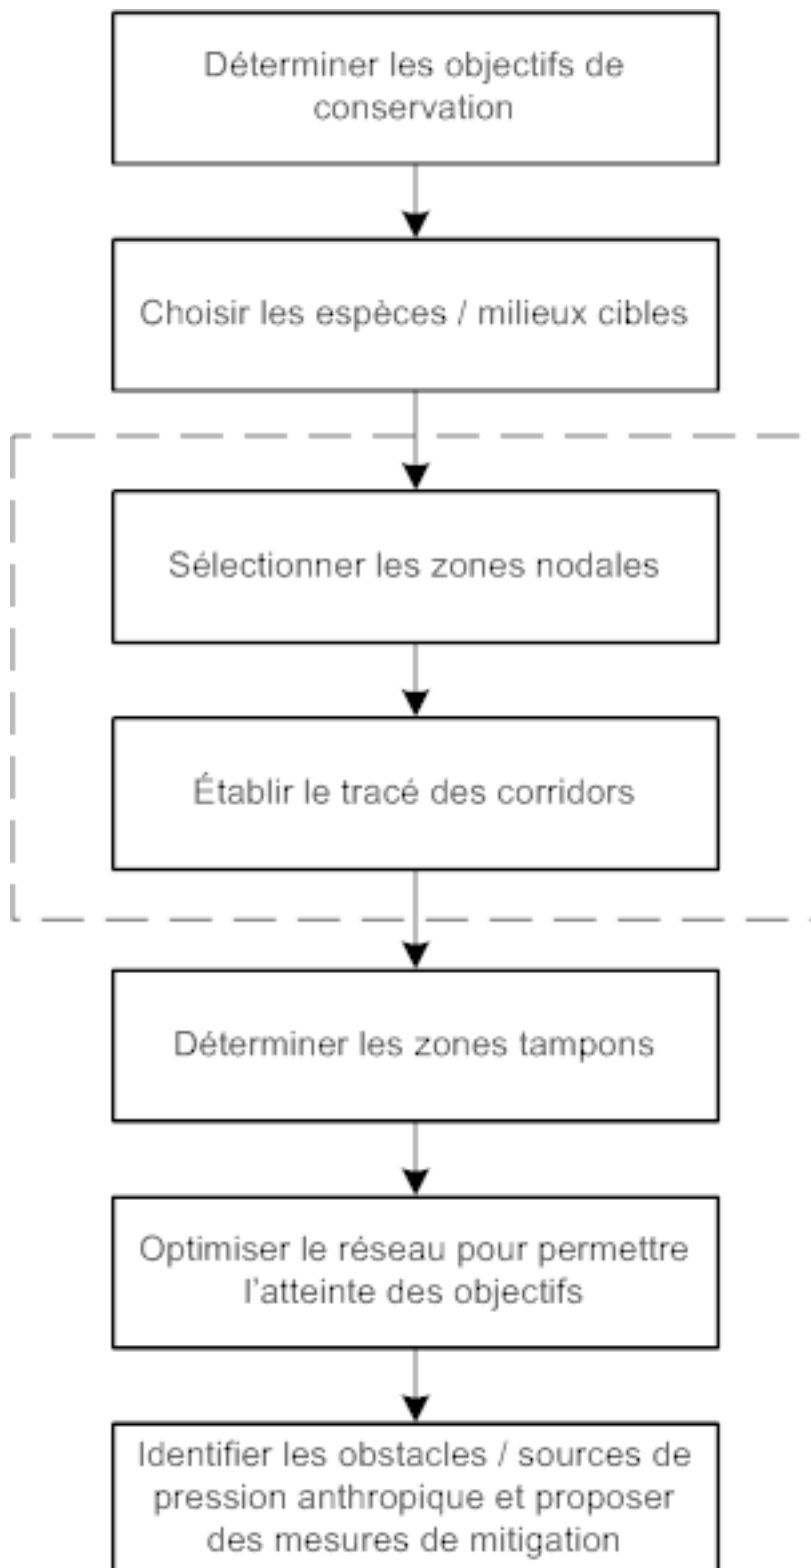 Déterminer les objectifs de
conservation
Choisir les espèces / milieux cibles
Sélectionner les zones nodales
Établir le tracé des corridors
Déterminer les zones tampons
Optimiser le réseau pour permettre
l'atteinte des objectifs
Identifier les obstacles / sources de
pression anthropique et proposer
des mesures de mitigation